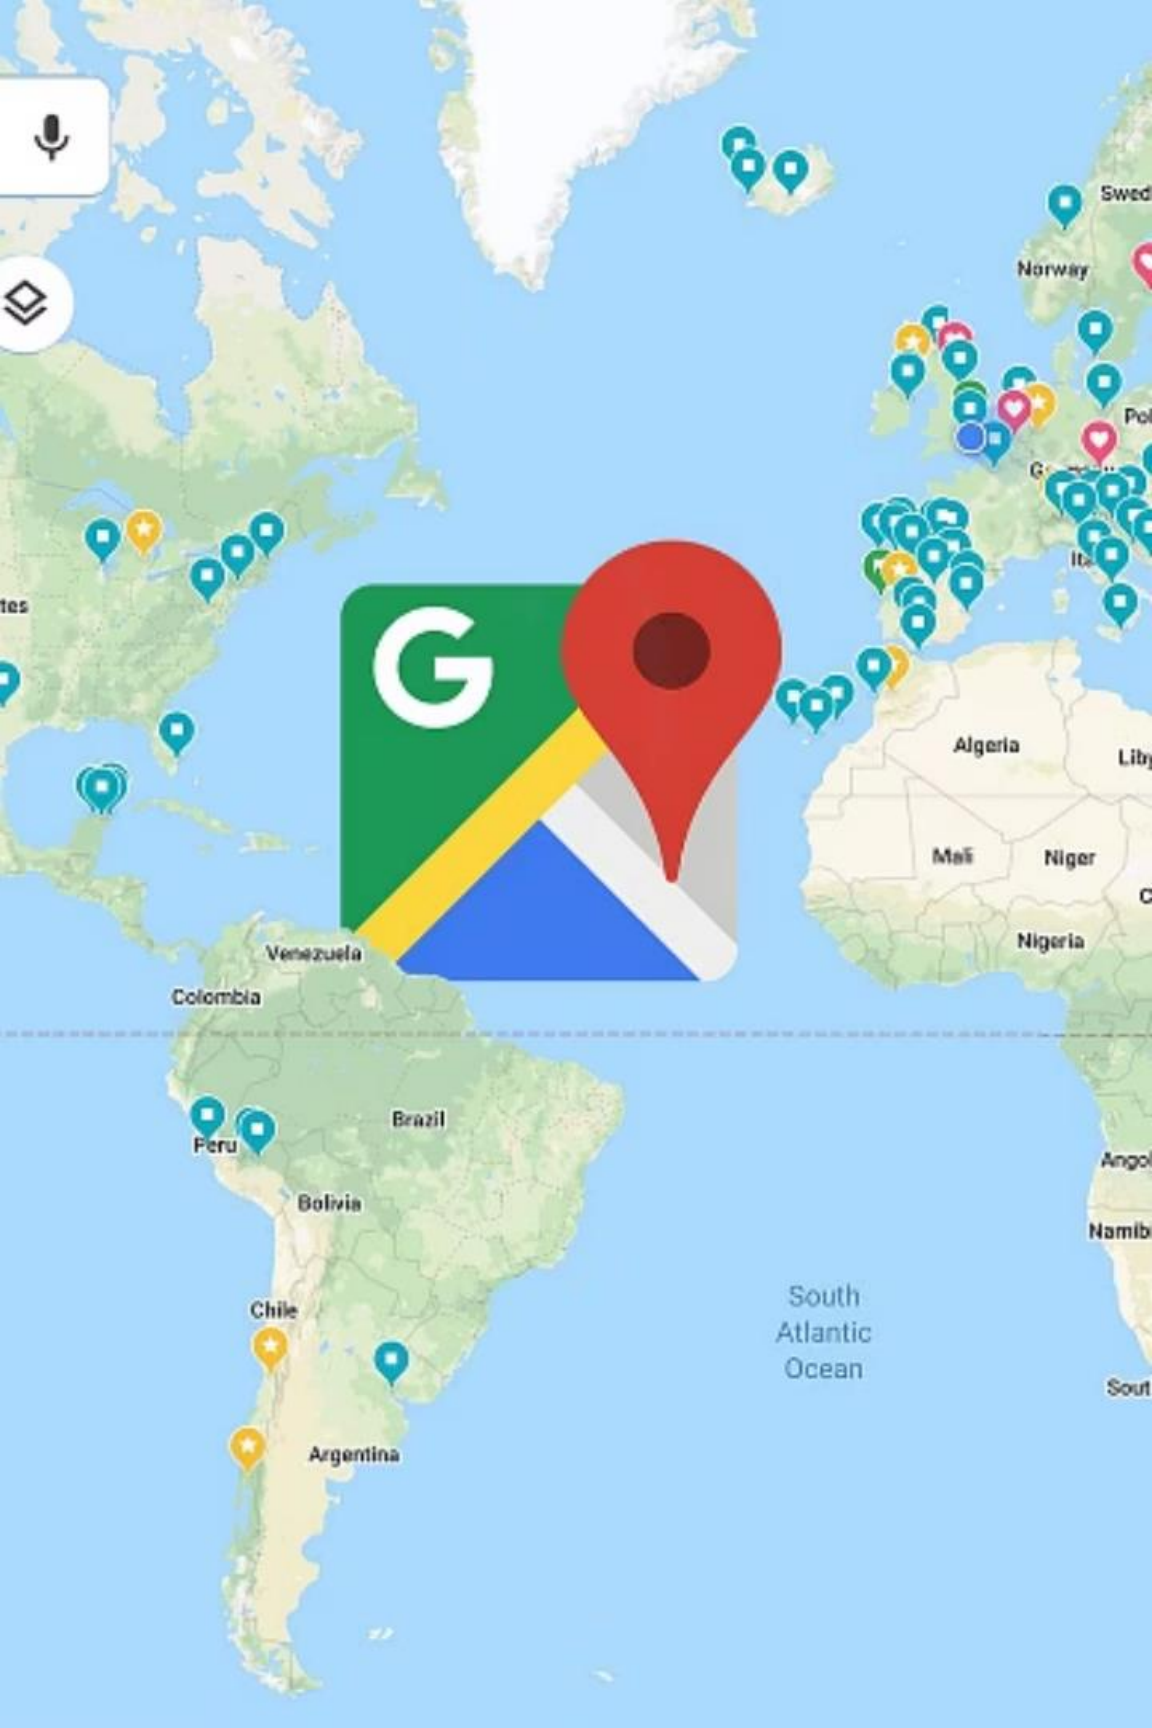 Swed
Norway
Pol
tes
G
Algeria
Liby
Mali
Niger
C
Nigeria
Venezuela
Colombia
Brazil
Peru
Angol
Bolivia
Namibi
Chile
South
Atlantic
Ocean
Sout
Argentina